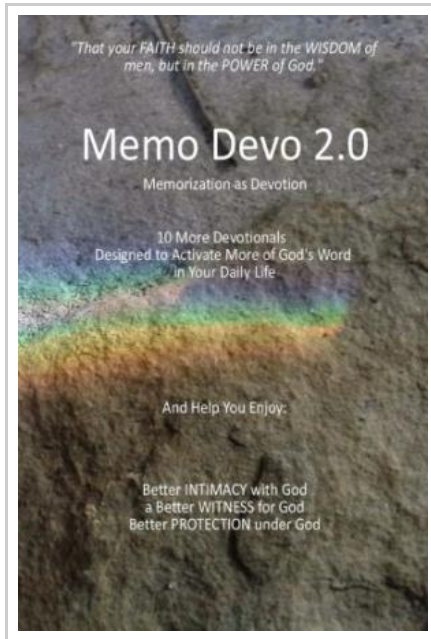 "That your FAITH should not be in the WISDOM of
men, but in the POWER of God."
Memo Devo 2.0
Memorization as Devotion
10 More Devotionals
Designed to Activate More of God's Word
in Your Daily Life
And Help You Enjoy:
Better INTIMACY with God
a Better WITNESS for God
Better PROTECTION under God